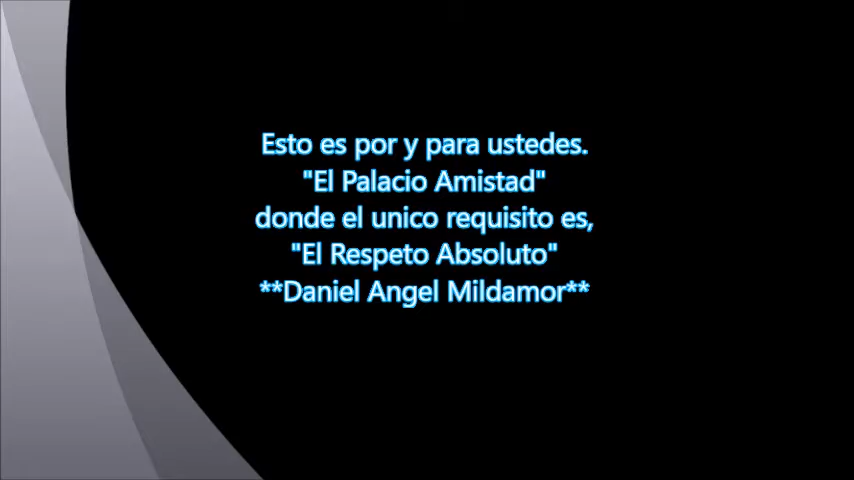 Esto es por y para ustedes.
"El Palacio Amistad"
donde el unico requisito es,
"El Respeto Absoluto"
**Daniel Angel Mildamor**